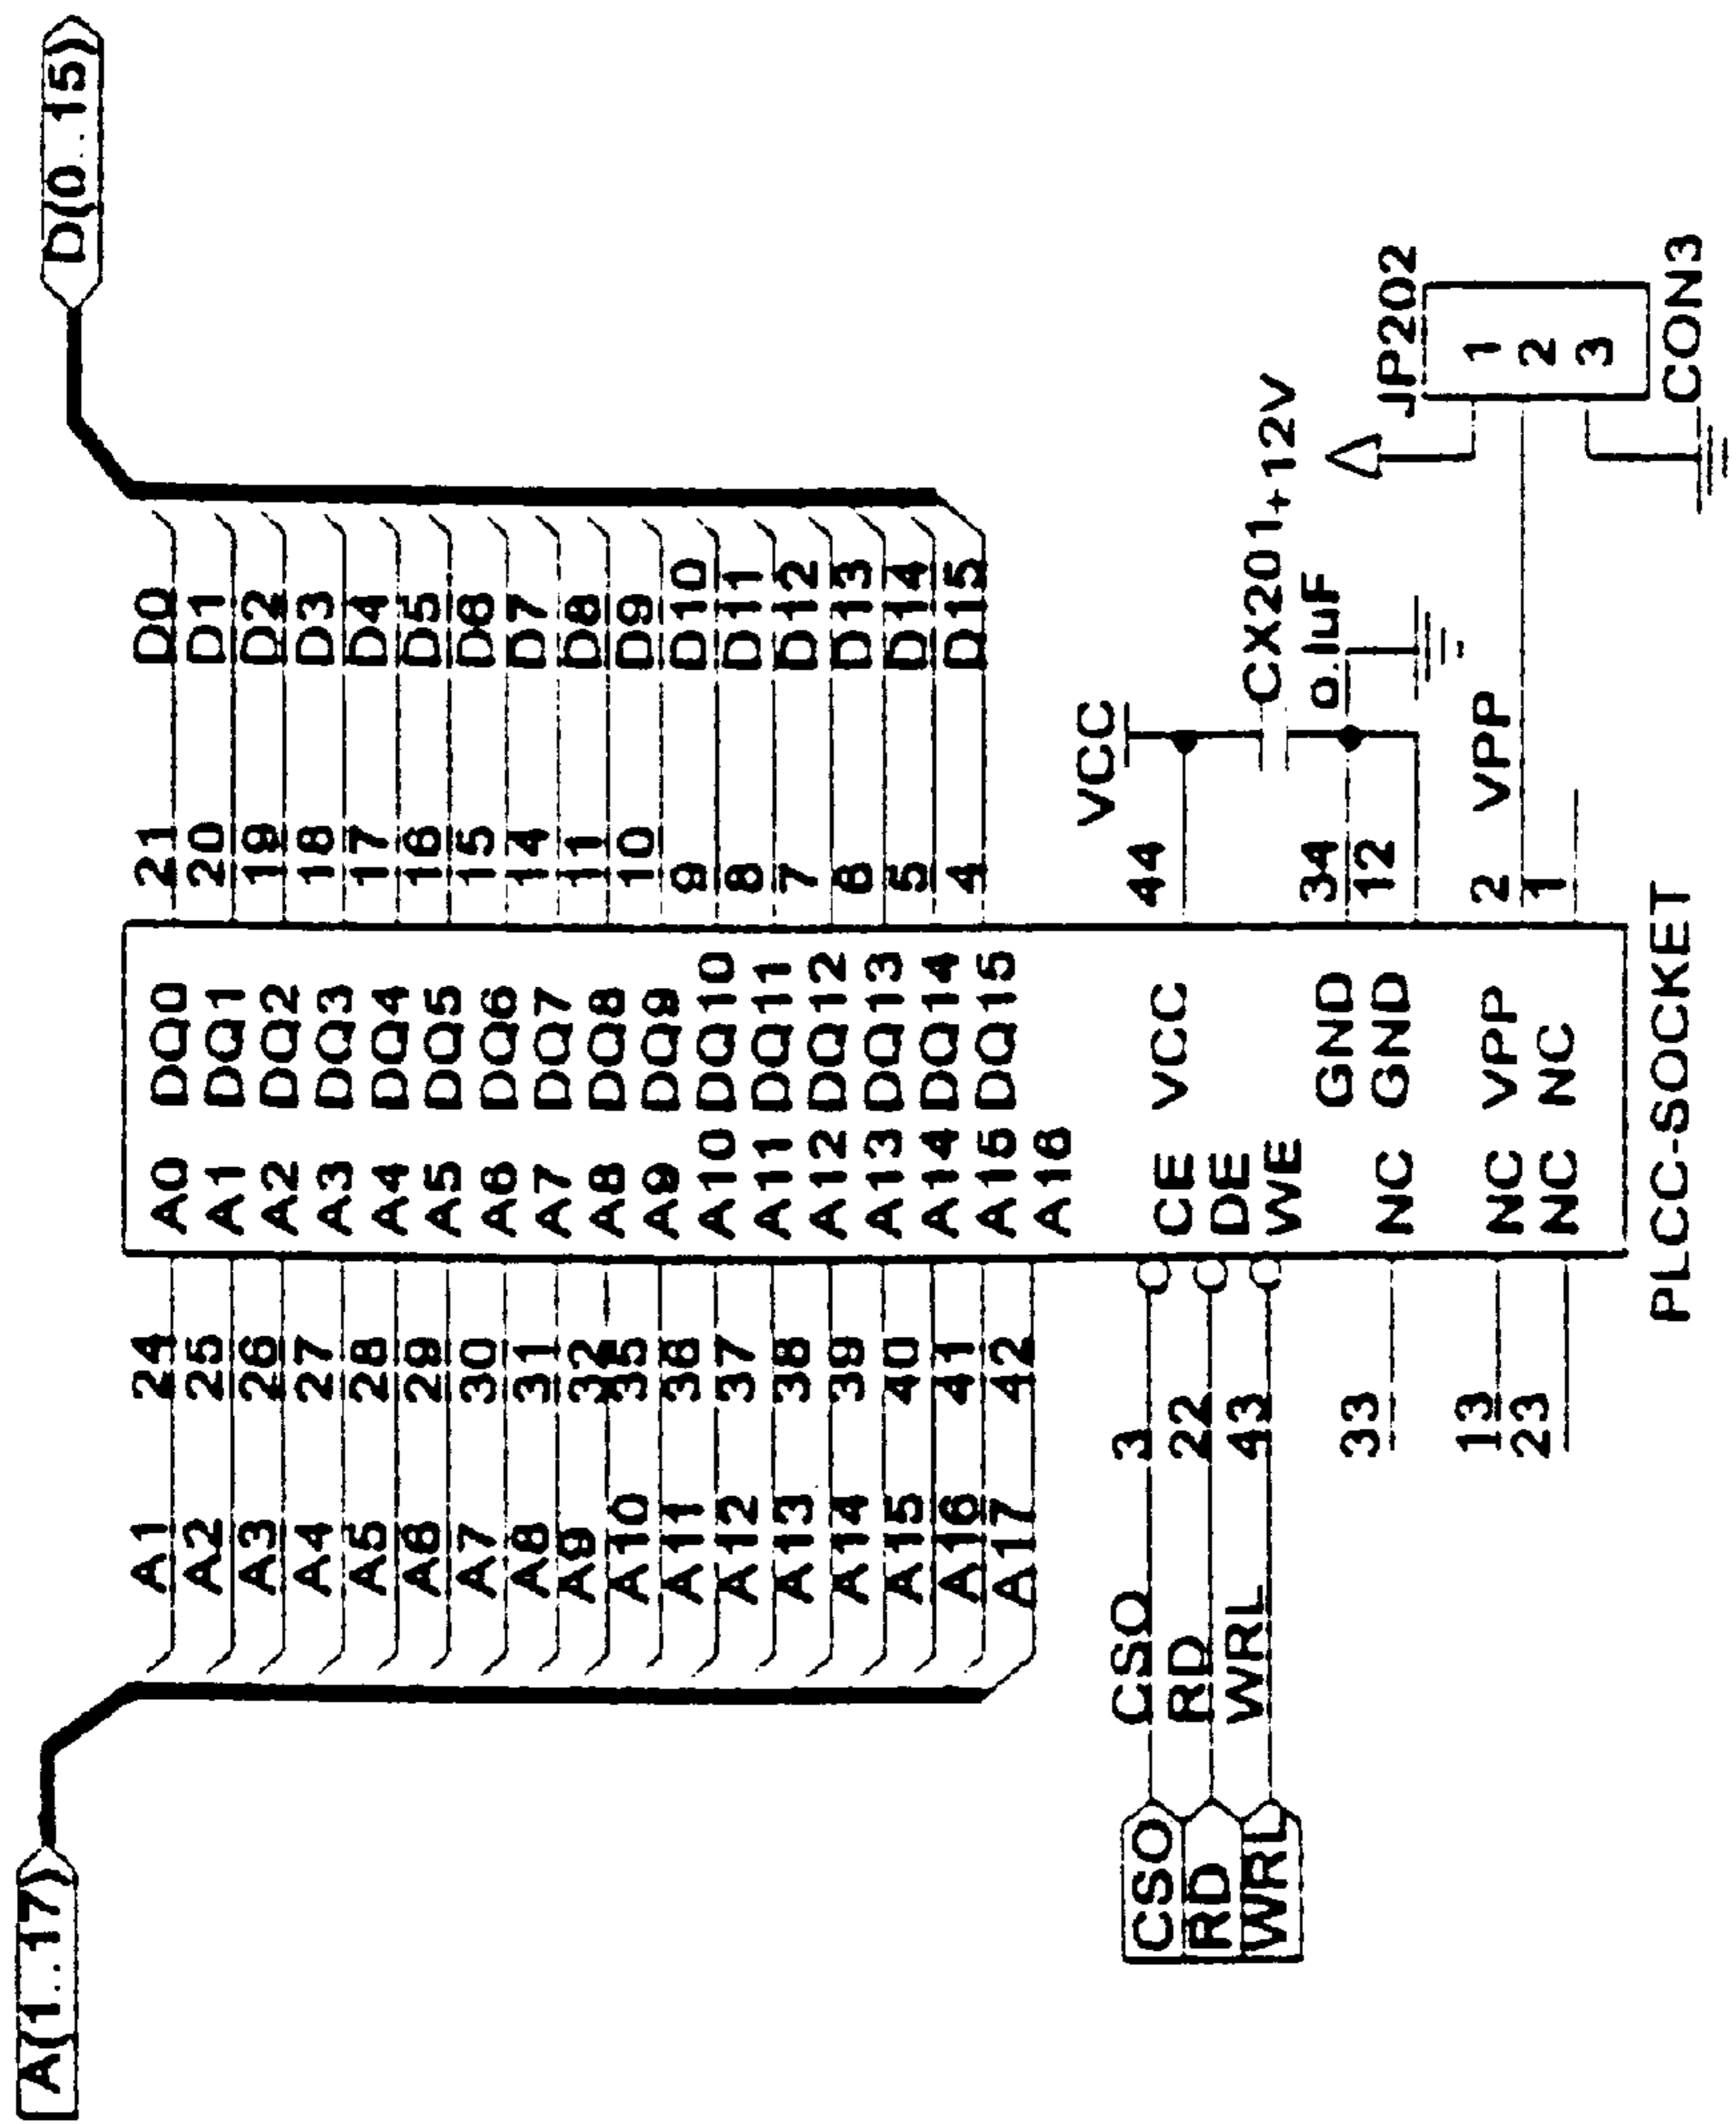 A(1..17) D(0..15)
A1 24 A0 DQ0 21 D0
A2 25 A1 DQ1 20 D1
A3 26 A2 DQ2 19 D2
A4 27 A3 DQ3 18 D3
A5 28 A4 DQ4 17 D4
A6 29 A5 DQ5 16 D5
A7 30 A6 DQ6 15 D6
A8 31 A7 DQ7 14 D7
A9 32 A8 DQ8 11 D8
A10 35 A9 DQ9 10 D9
A11 36 A10 DQ10 9 D10
A12 37 A11 DQ11 8 D11
A13 38 A12 DQ12 7 D12
A14 39 A13 DQ13 6 D13
A15 40 A14 DQ14 5 D14
A16 41 A15 DQ15 4 D15
A17 42 A16
VCC
CSO CSO 3 CE VCC 44
RD RD 22 DE
WRL WRL 43 WE
CX201 +12V
0.1uF
GND 34
33 NC GND 12
JP202
1
13 NC VPP 2 VPP
2
23 NC NC 1
3
PLCC-SOCKET
CON3